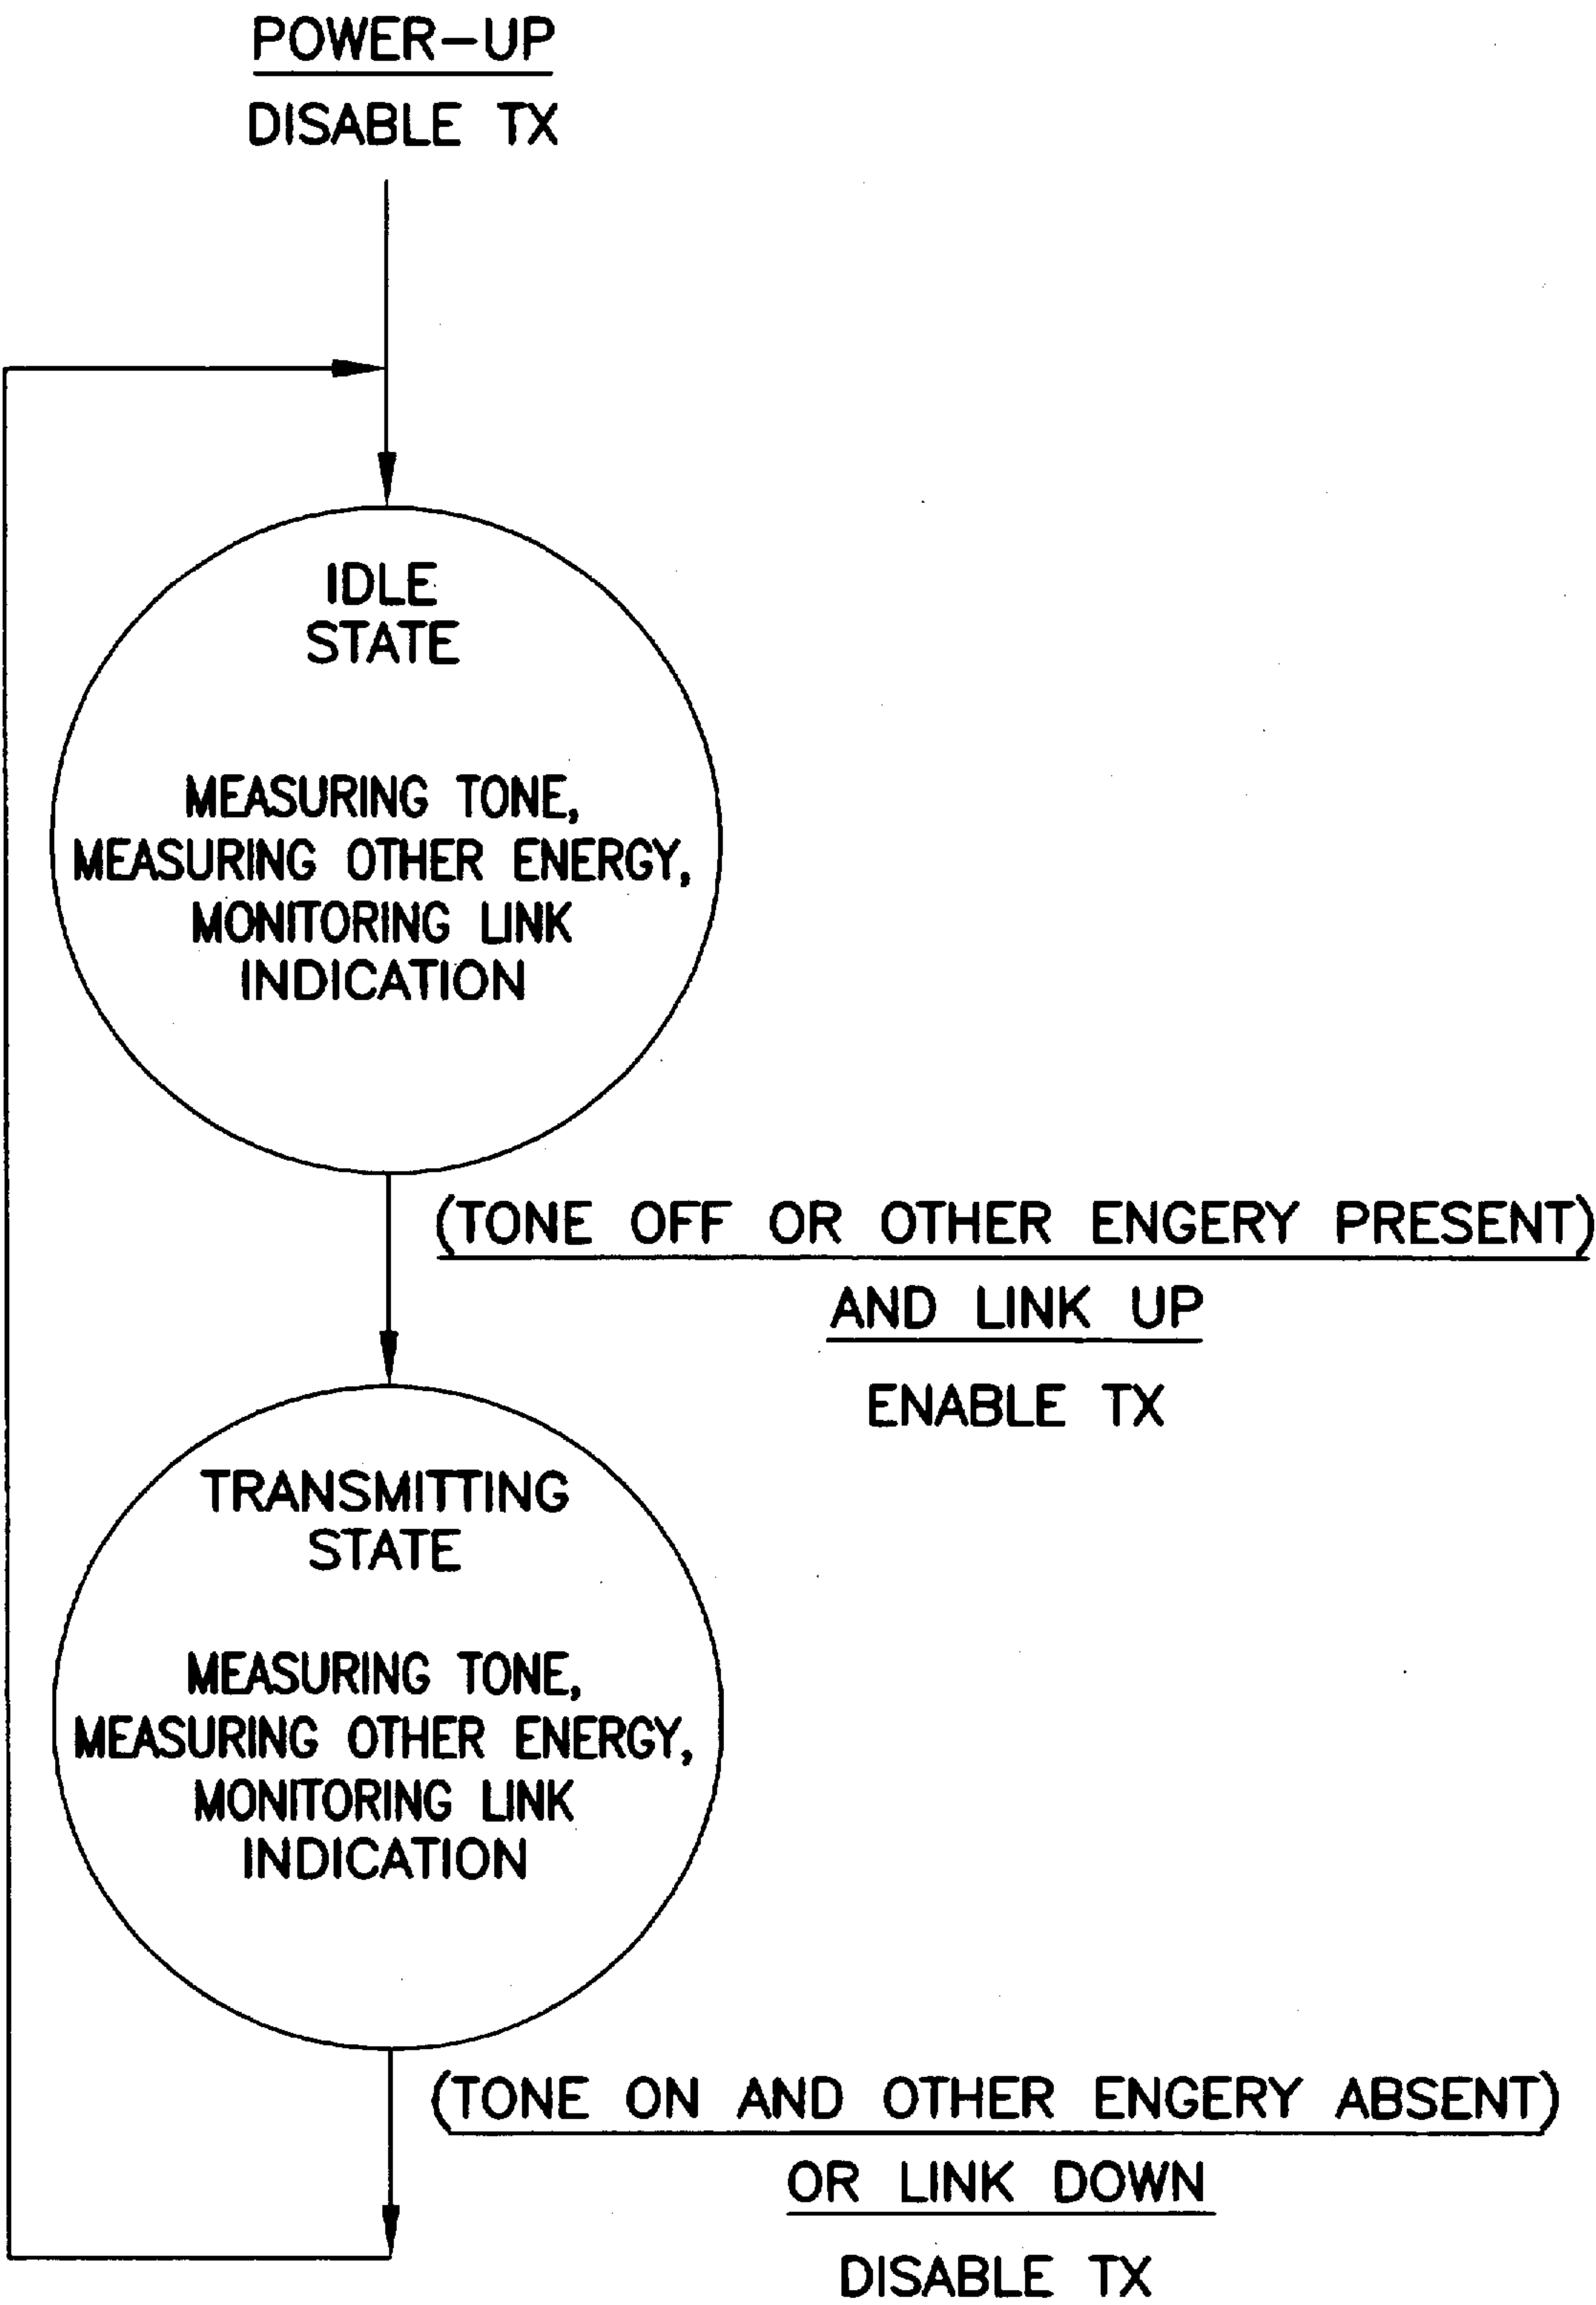 POWER-UP
DISABLE TX
IDLE
STATE
MEASURING TONE,
MEASURING OTHER ENERGY,
MONITORING LINK
INDICATION
(TONE OFF OR OTHER ENGERY PRESENT)
AND LINK UP
ENABLE TX
TRANSMITTING
STATE
MEASURING TONE,
MEASURING OTHER ENERGY,
MONITORING LINK
INDICATION
(TONE ON AND OTHER ENGERY ABSENT)
OR LINK DOWN
DISABLE TX